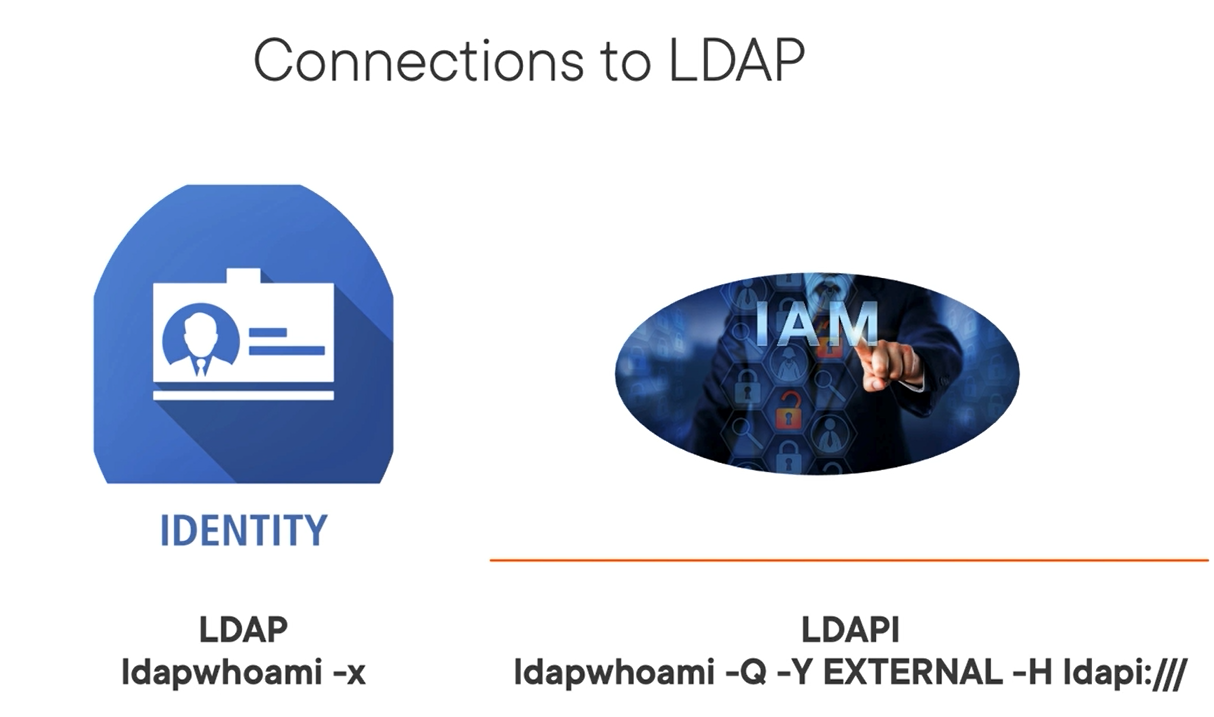 Connections to LDAP
IDENTITY
IAM
LDAP
ldapwhoami -x
LDAPI
ldapwhoami -Q -Y EXTERNAL -H ldapi:///